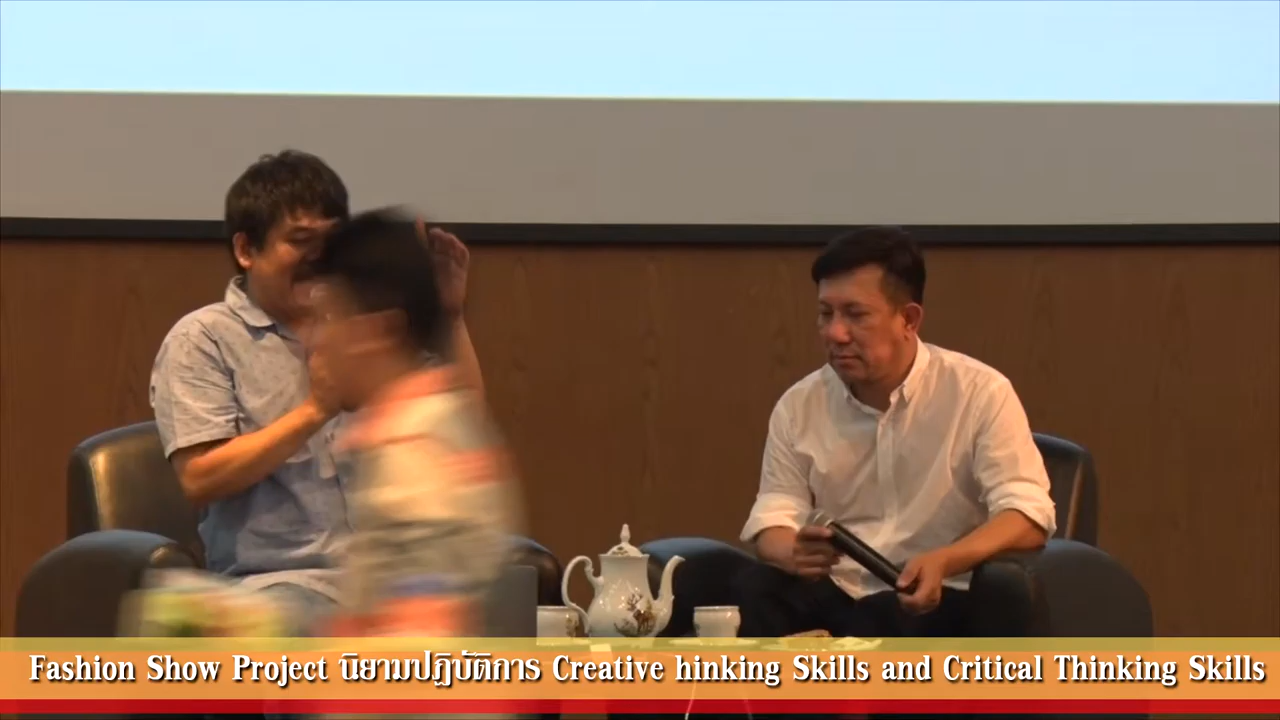 Fashion Show Project นิยามปฏิบัติการ Creative hinking Skills and Critical Thinking Skills